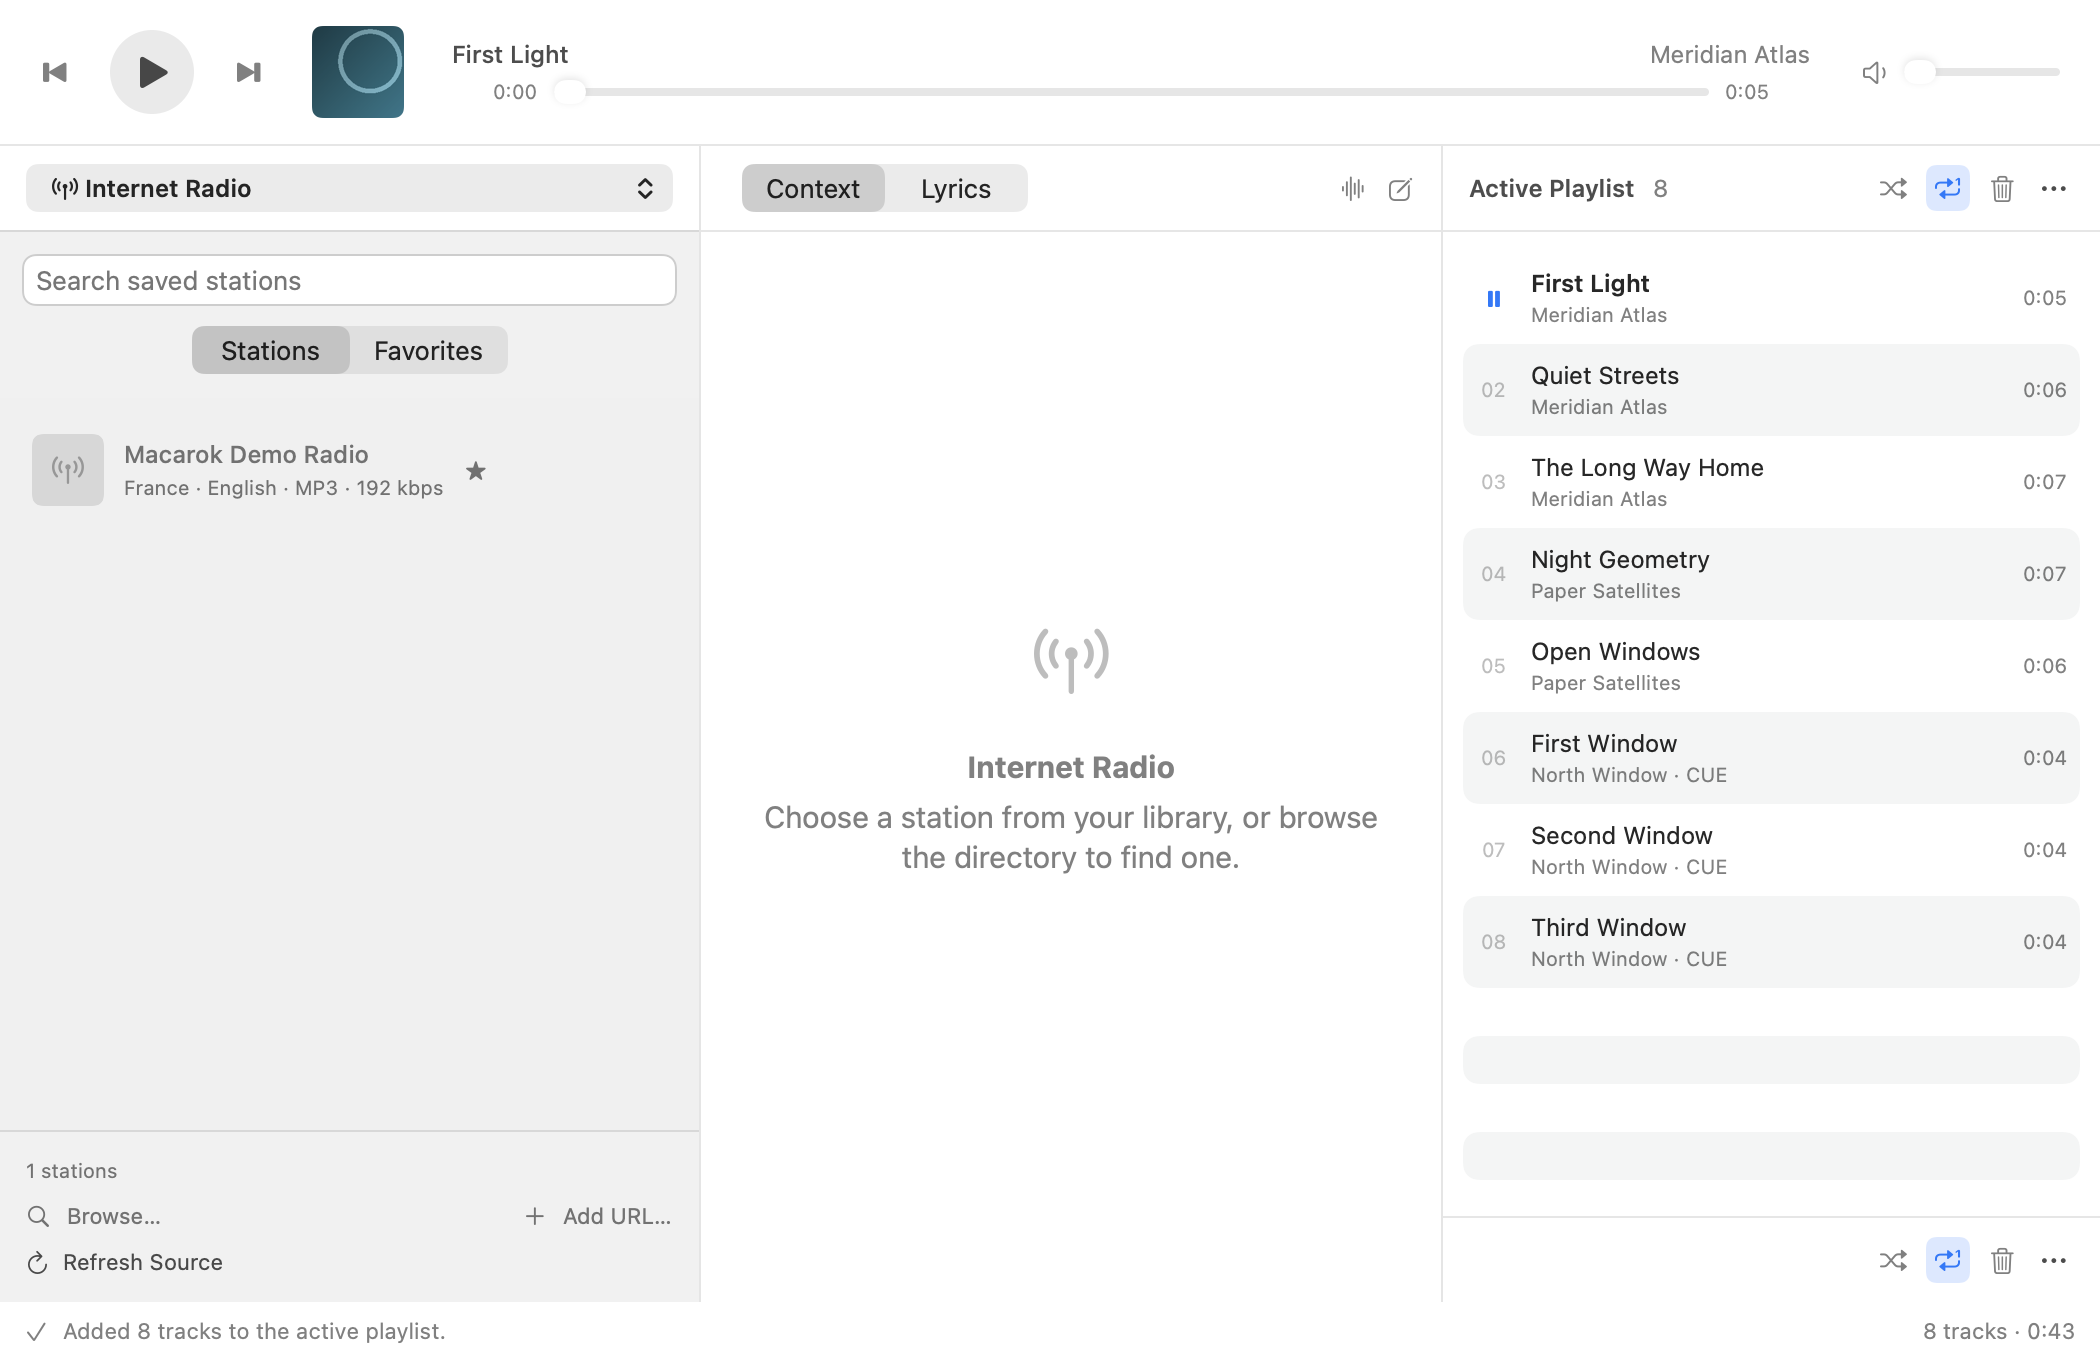 First Light
Meridian Atlas
0:00
0:05
Internet Radio
Search saved stations
Stations
Favorites
Macarok Demo Radio
France · English · MP3 · 192 kbps
1 stations
Browse...
Add URL...
Refresh Source
Context
Lyrics
Internet Radio
Choose a station from your library, or browse
the directory to find one.
Active Playlist 8
First Light
Meridian Atlas
0:05
02
Quiet Streets
Meridian Atlas
0:06
03
The Long Way Home
Meridian Atlas
0:07
04
Night Geometry
Paper Satellites
0:07
05
Open Windows
Paper Satellites
0:06
06
First Window
North Window · CUE
0:04
07
Second Window
North Window · CUE
0:04
08
Third Window
North Window · CUE
0:04
Added 8 tracks to the active playlist.
8 tracks · 0:43